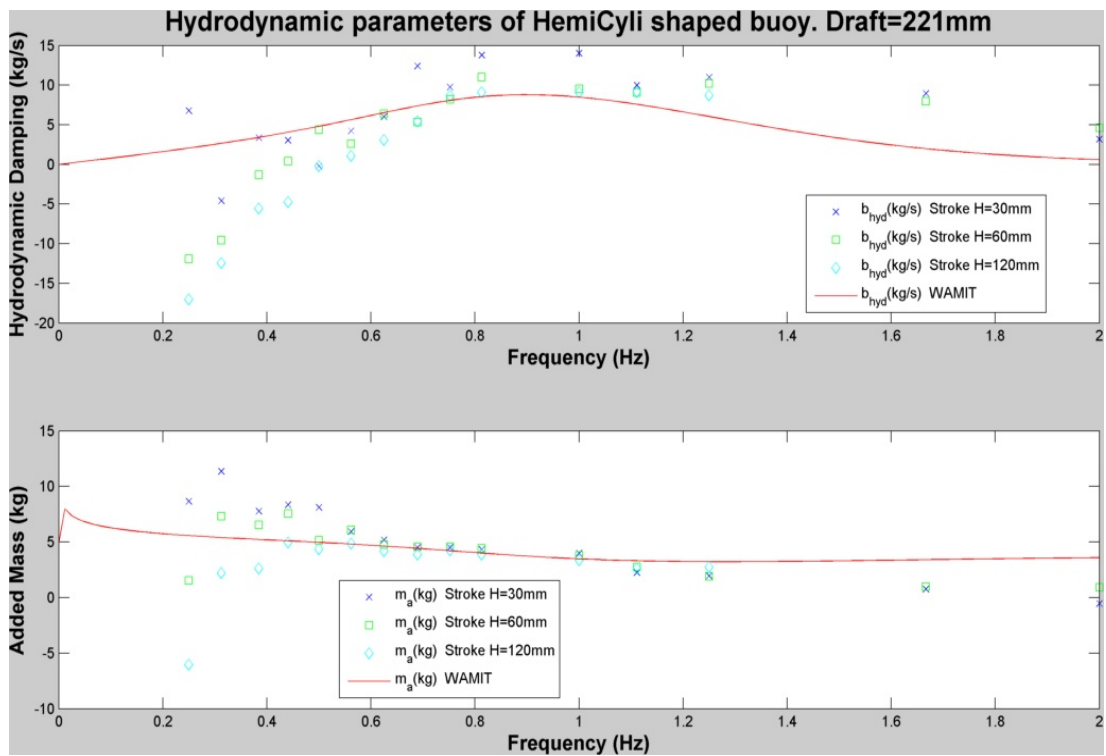 Hydrodynamic parameters of HemiCyli shaped buoy. Draft=221mm
Hydrodynamic Damping (kg/s)
15
10
5
0
-5
-10
-15
-20
b_hyd(kg/s) Stroke H=30mm
b_hyd(kg/s) Stroke H=60mm
b_hyd(kg/s) Stroke H=120mm
b_hyd(kg/s) WAMIT
0 0.2 0.4 0.6 0.8 1 1.2 1.4 1.6 1.8 2
Frequency (Hz)
Added Mass (kg)
15
10
5
0
-5
-10
m_a(kg) Stroke H=30mm
m_a(kg) Stroke H=60mm
m_a(kg) Stroke H=120mm
m_a(kg) WAMIT
0 0.2 0.4 0.6 0.8 1 1.2 1.4 1.6 1.8 2
Frequency (Hz)